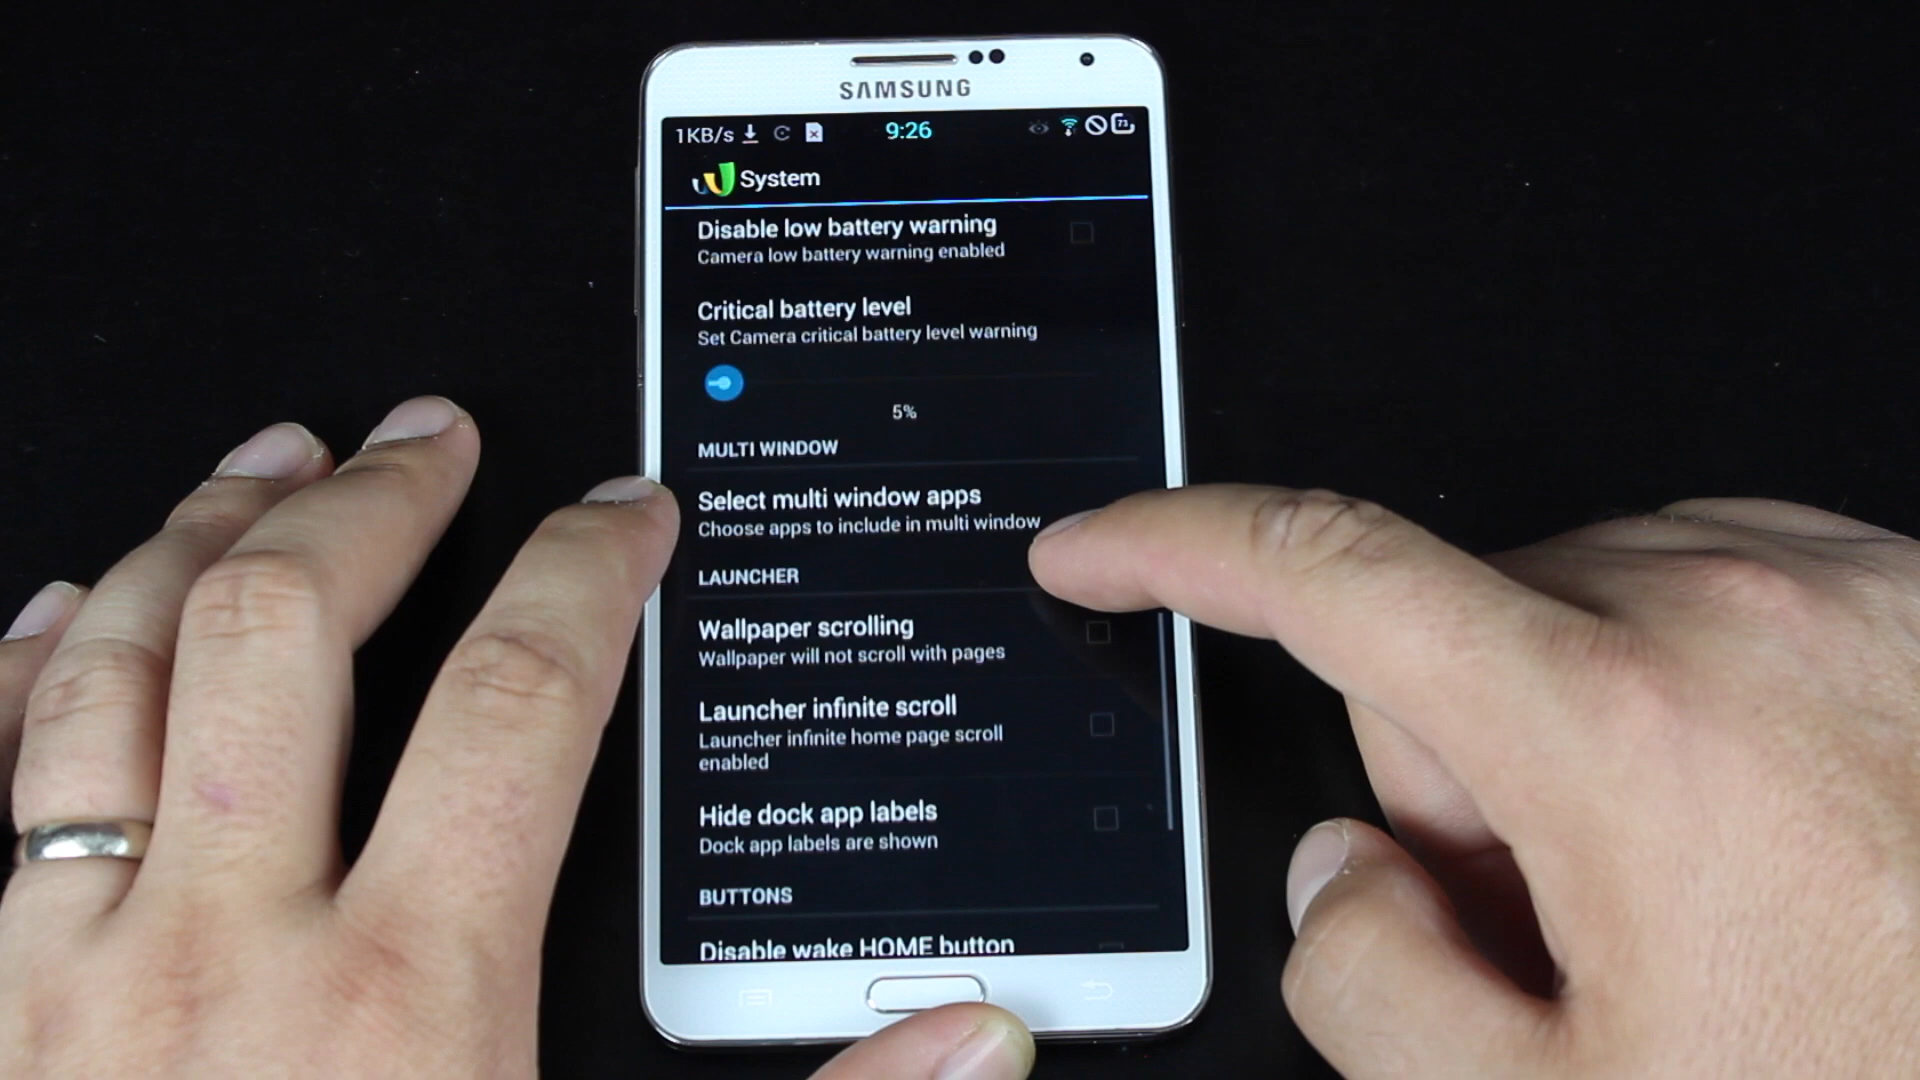 SAMSUNG
1KB/s 9:26 73
System
Disable low battery warning
Camera low battery warning enabled
Critical battery level
Set Camera critical battery level warning
5%
MULTI WINDOW
Select multi window apps
Choose apps to include in multi window
LAUNCHER
Wallpaper scrolling
Wallpaper will not scroll with pages
Launcher infinite scroll
Launcher infinite home page scroll
enabled
Hide dock app labels
Dock app labels are shown
BUTTONS
Disable wake HOME button